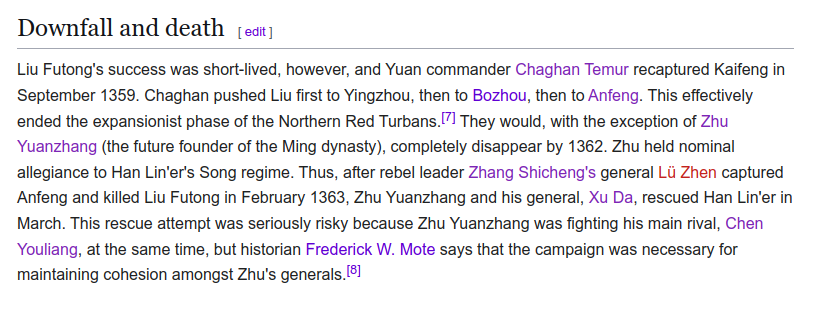 Downfall and death [ edit ]
Liu Futong's success was short-lived, however, and Yuan commander Chaghan Temur recaptured Kaifeng in
September 1359. Chaghan pushed Liu first to Yingzhou, then to Bozhou, then to Anfeng. This effectively
ended the expansionist phase of the Northern Red Turbans.[7] They would, with the exception of Zhu
Yuanzhang (the future founder of the Ming dynasty), completely disappear by 1362. Zhu held nominal
allegiance to Han Lin'er's Song regime. Thus, after rebel leader Zhang Shicheng's general Lü Zhen captured
Anfeng and killed Liu Futong in February 1363, Zhu Yuanzhang and his general, Xu Da, rescued Han Lin'er in
March. This rescue attempt was seriously risky because Zhu Yuanzhang was fighting his main rival, Chen
Youliang, at the same time, but historian Frederick W. Mote says that the campaign was necessary for
maintaining cohesion amongst Zhu's generals.[8]